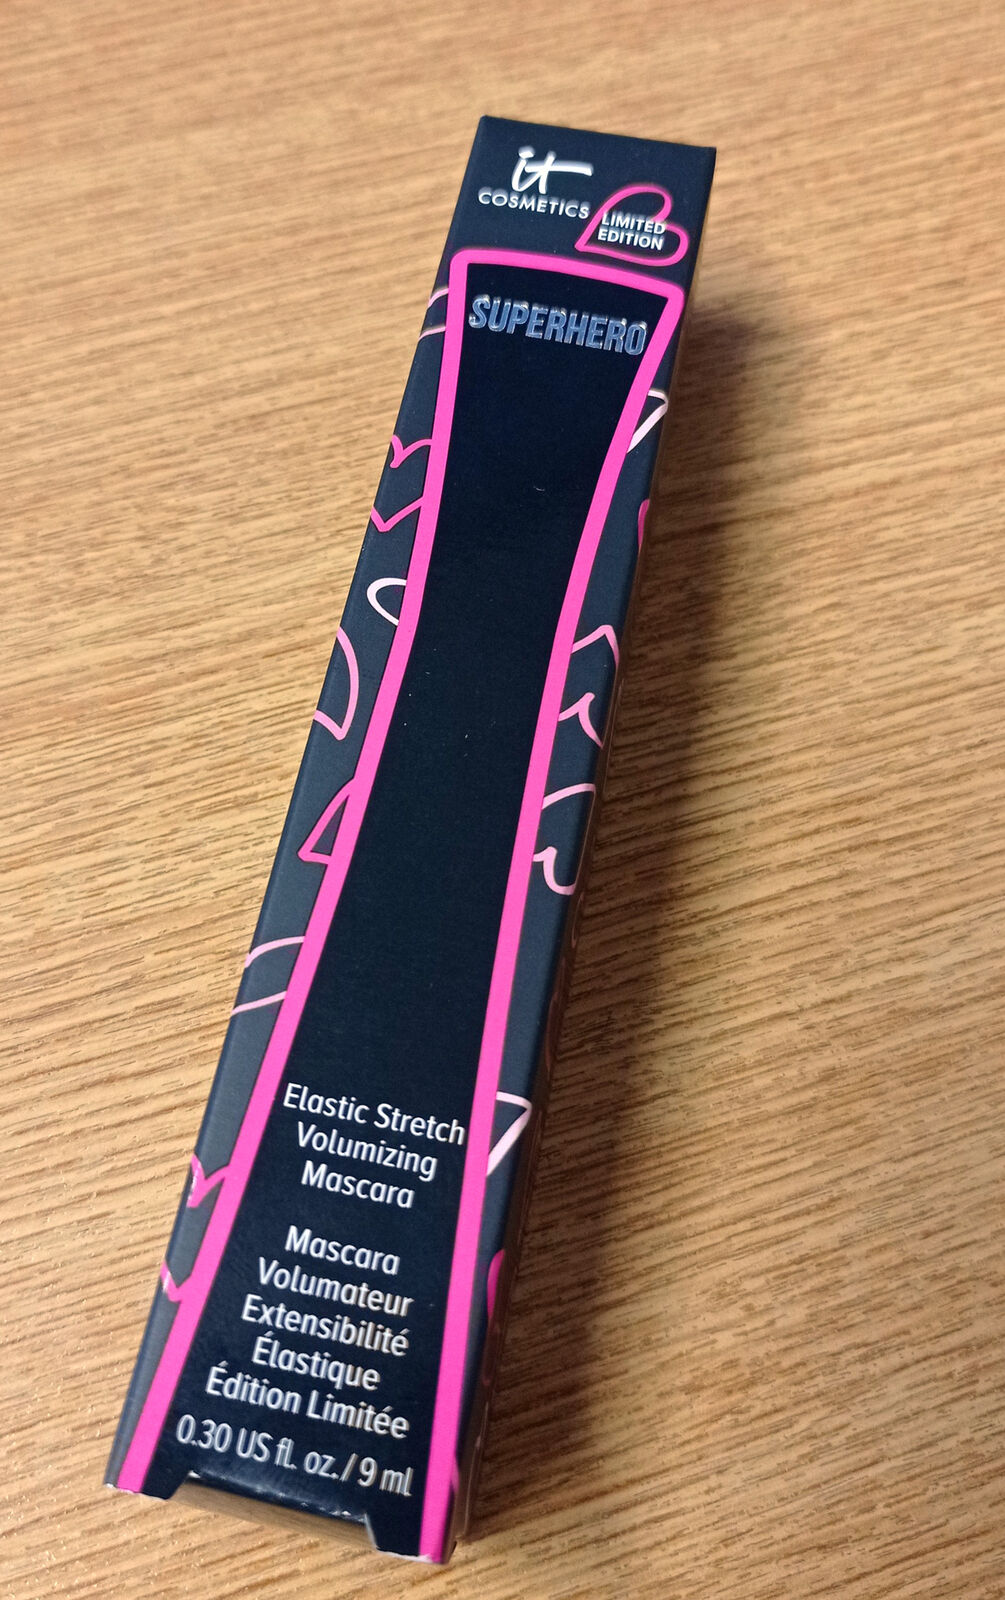 it
COSMETICS
LIMITED
EDITION
SUPERHERO
Elastic Stretch
Volumizing
Mascara
Mascara
Volumateur
Extensibilité
Élastique
Édition Limitée
0.30 US fl. oz./9 ml